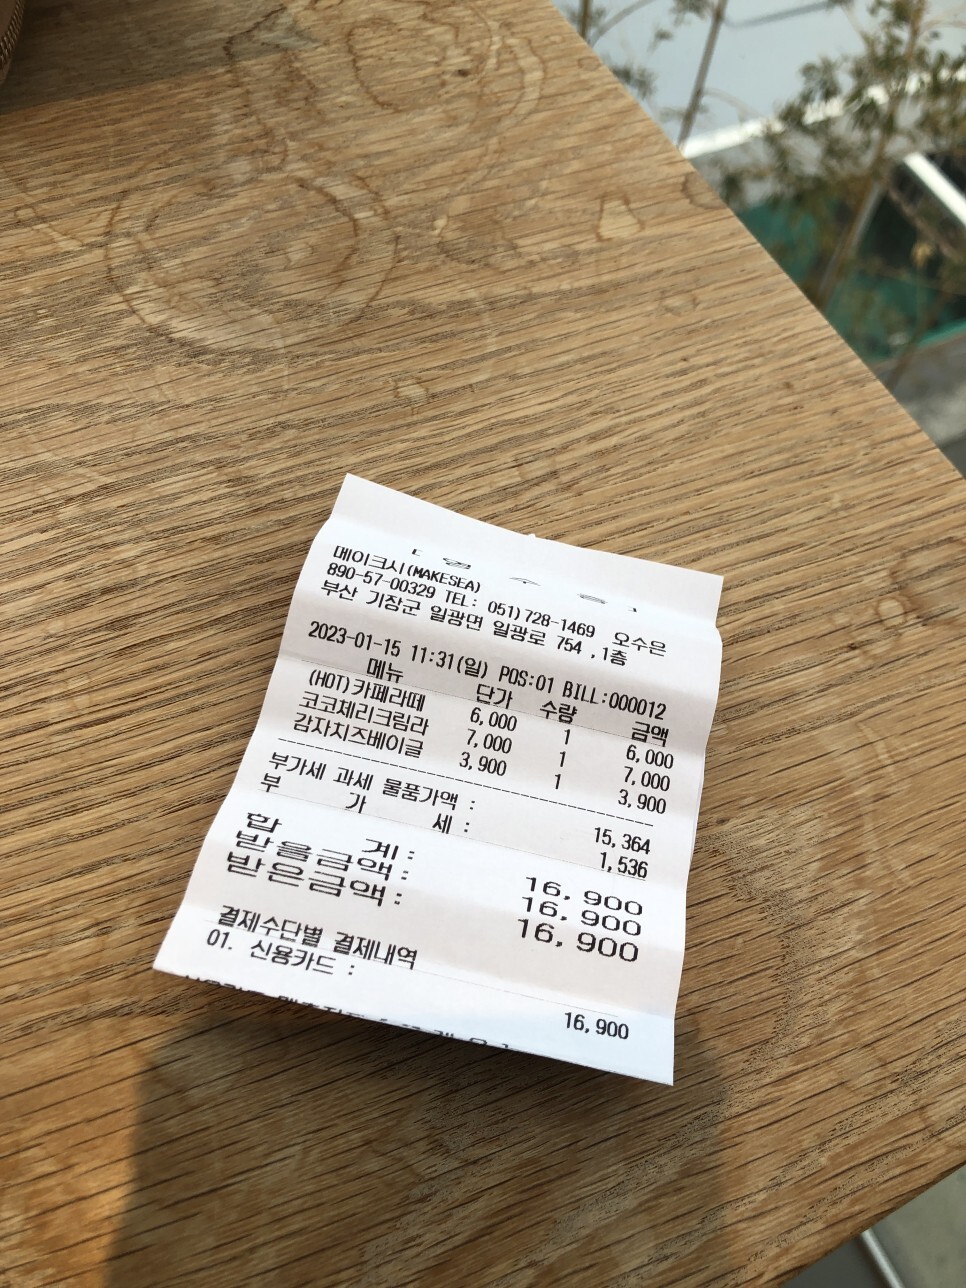 메이크시(MAKESEA)
890-57-00329 TEL: 051)728-1469 오수은
부산 기장군 일광면 일광로 754 ,1층
2023-01-15 11:31(일) POS:01 BILL:000012
메뉴 단가 수량 금액
(HOT)카페라떼 6,000 1 6,000
코코체리크림라 7,000 1 7,000
감자치즈베이글 3,900 1 3,900
부가세 과세 물품가액 : 15,364
부 가 세 : 1,536
합 계: 16,900
받을금액: 16,900
받은금액: 16,900
결제수단별 결제내역
01. 신용카드 : 16,900